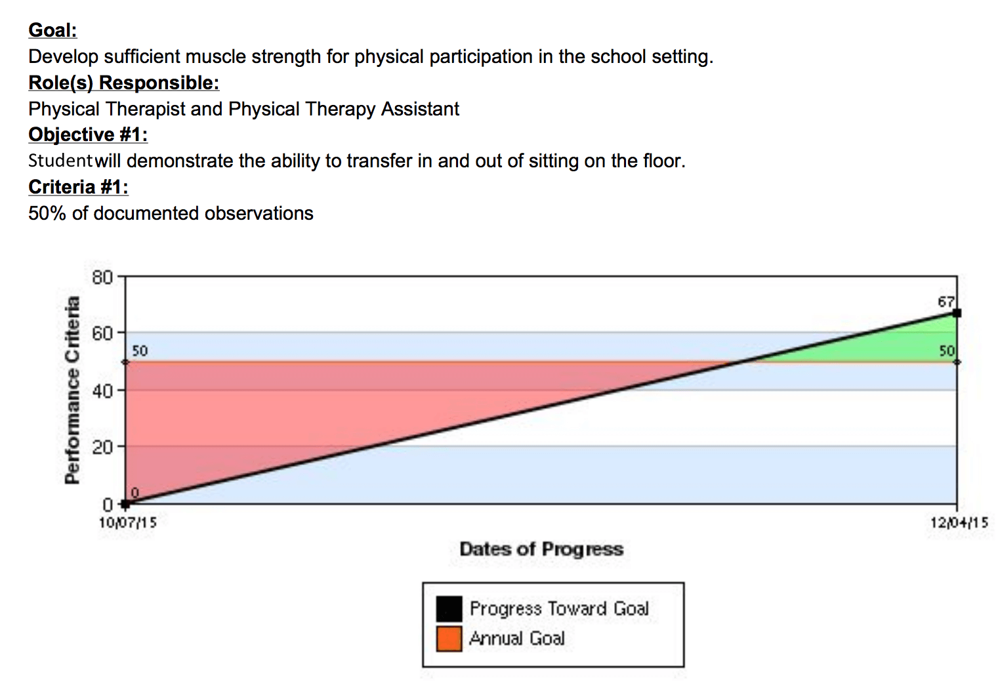 Goal:
Develop sufficient muscle strength for physical participation in the school setting.
Role(s) Responsible:
Physical Therapist and Physical Therapy Assistant
Objective #1:
Student will demonstrate the ability to transfer in and out of sitting on the floor.
Criteria #1:
50% of documented observations
Performance Criteria
80
60
40
20
0
50
0
67
50
10/07/15
12/04/15
Dates of Progress
Progress Toward Goal
Annual Goal